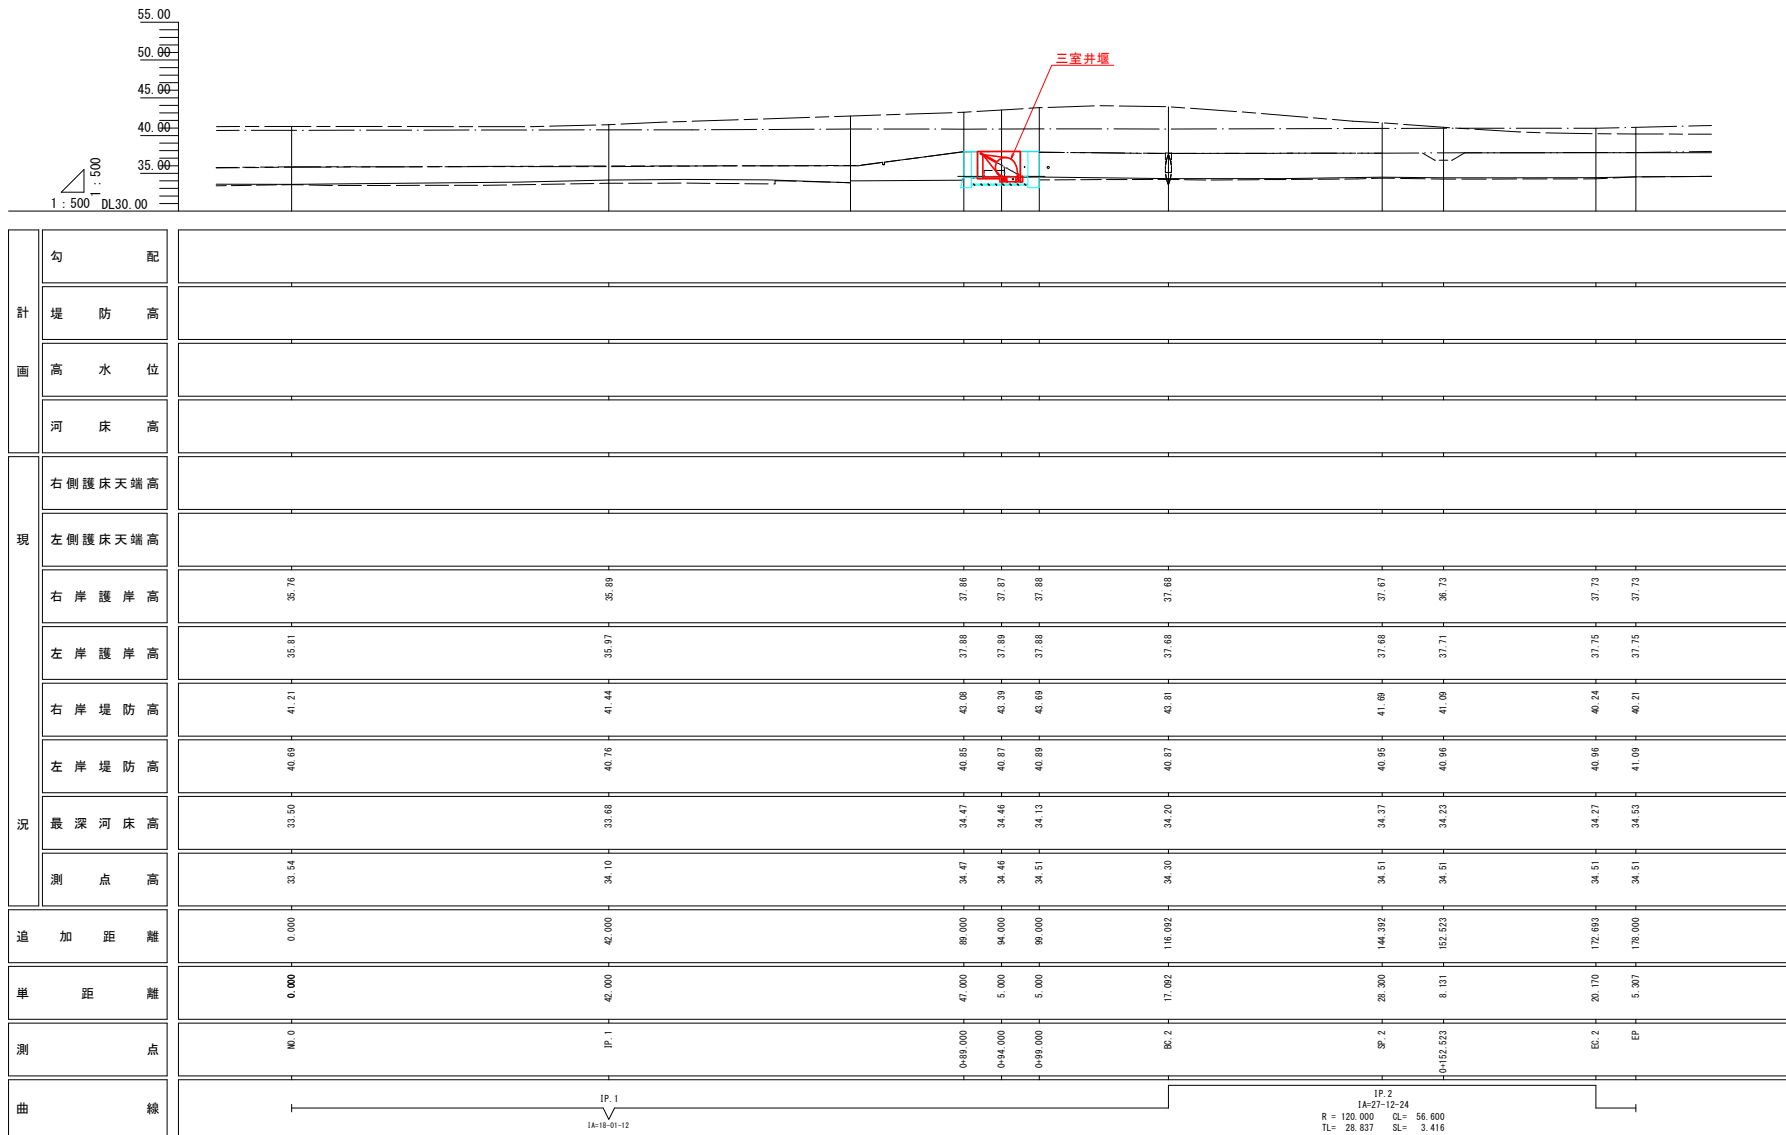 55.00
50.00
45.00
40.00
35.00
1 : 500
1 : 500 DL30.00
三室井堰
計画
勾配
堤防高
高水位
河床高
現況
右側護床天端高
左側護床天端高
右岸護岸高 35.76 35.89 37.86 37.87 37.88 37.68 37.67 36.73 37.73 37.73
左岸護岸高 35.81 35.97 37.88 37.89 37.88 37.68 37.68 37.71 37.75 37.75
右岸堤防高 41.21 41.44 43.08 43.39 43.69 43.81 41.69 41.09 40.24 40.21
左岸堤防高 40.69 40.76 40.85 40.87 40.89 40.87 40.95 40.96 40.96 41.09
最深河床高 33.50 33.68 34.47 34.46 34.13 34.20 34.37 34.23 34.27 34.53
測点高 33.54 34.10 34.47 34.46 34.51 34.30 34.51 34.51 34.51 34.51
追加距離 0.000 42.000 89.000 94.000 99.000 116.092 144.392 152.523 172.693 178.000
単距離 0.000 42.000 47.000 5.000 5.000 17.092 28.300 8.131 20.170 5.307
測点 NO.0 IP.1 0+89.000 0+94.000 0+99.000 BC.2 SP.2 0+152.523 EC.2 EP
曲線
IP.1
IA=18-01-12
IP.2
IA=27-12-24
R = 120.000 CL= 56.600
TL= 28.837 SL= 3.416